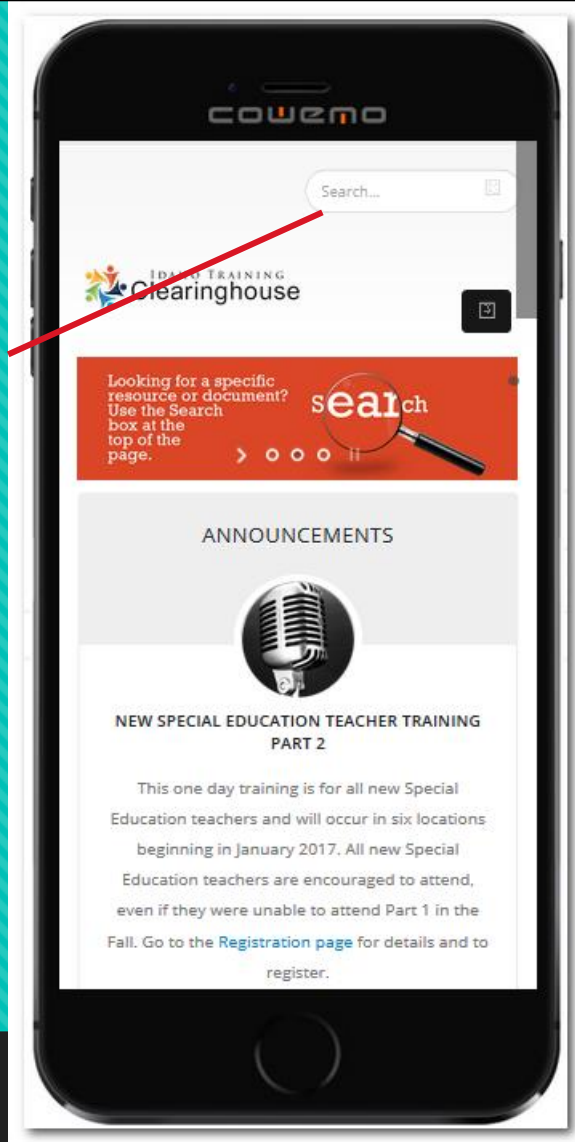 cowemo
Search...
IDAHO TRAINING
Clearinghouse
Looking for a specific
resource or document?
Use the Search
box at the
top of the
page.
search
ANNOUNCEMENTS
NEW SPECIAL EDUCATION TEACHER TRAINING
PART 2
This one day training is for all new Special
Education teachers and will occur in six locations
beginning in January 2017. All new Special
Education teachers are encouraged to attend,
even if they were unable to attend Part 1 in the
Fall. Go to the Registration page for details and to
register.